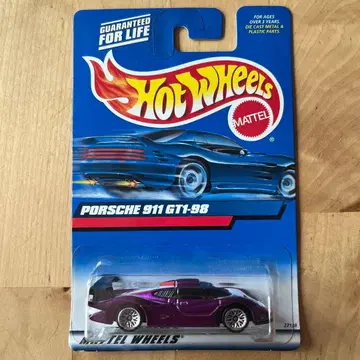 GUARANTEED
FOR LIFE
FOR AGES
OVER 3 YEARS.
DIE CAST METAL &
PLASTIC PARTS.
HOT WHEELS
MATTEL
®
PORSCHE 911 GT1-98
WHEELS